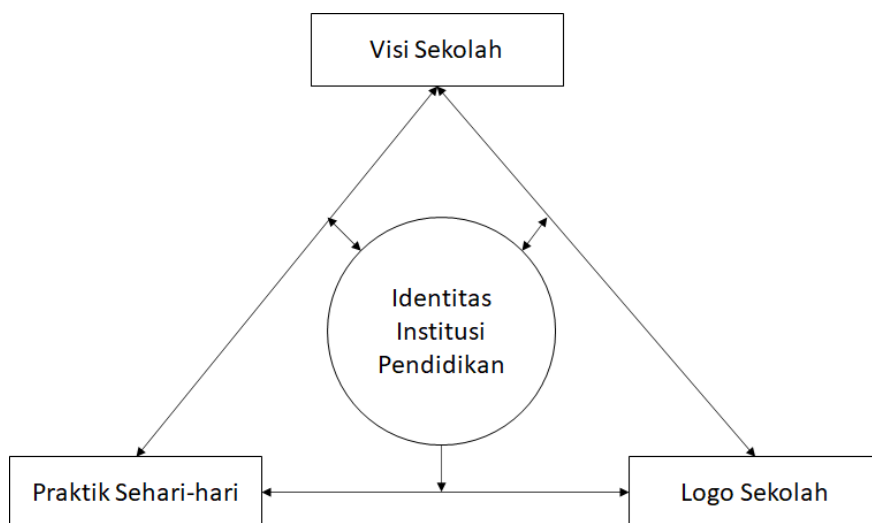 Visi Sekolah
Identitas
Institusi
Pendidikan
Praktik Sehari-hari
Logo Sekolah